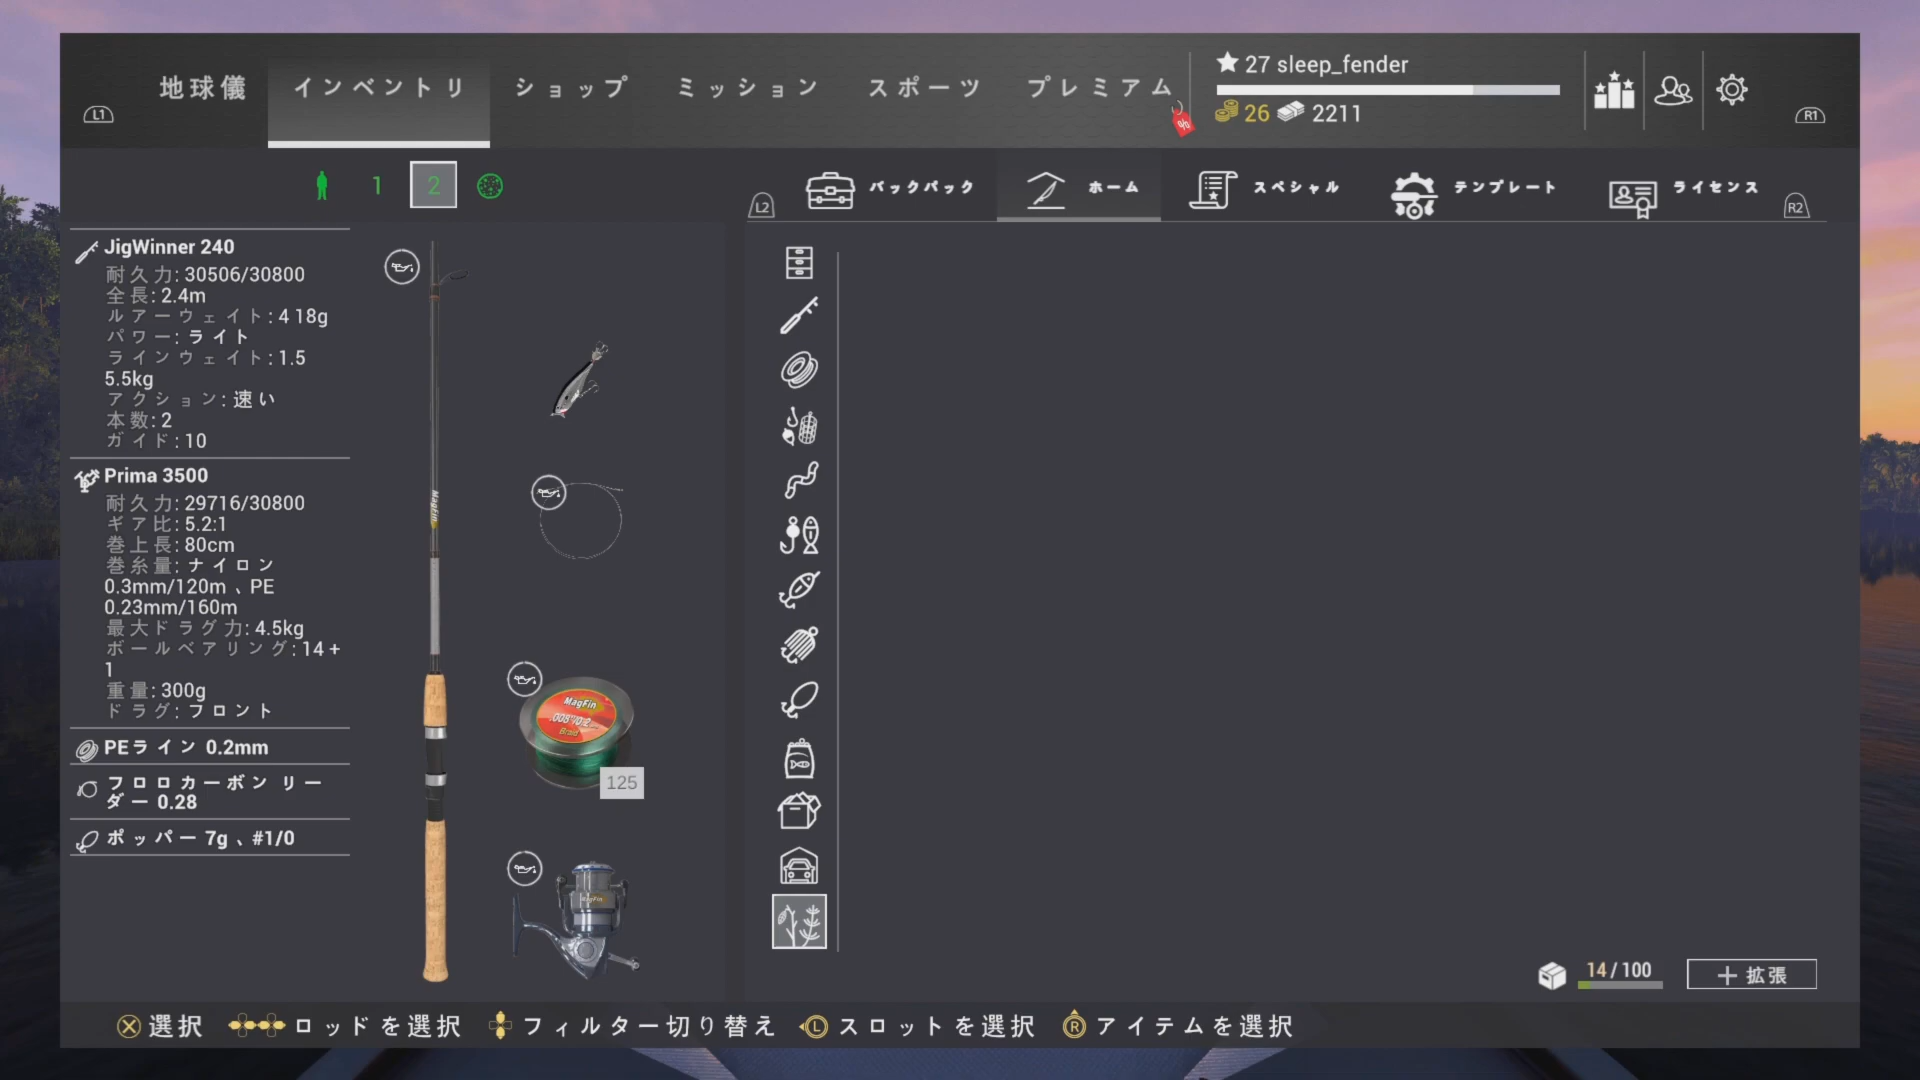 地球儀
インベントリ
ショップ
ミッション
スポーツ
プレミアム
%
27 sleep_fender
26 2211
L1
R1
1
2
L2
バックパック
ホーム
スペシャル
テンプレート
ライセンス
R2
JigWinner 240
耐久力: 30506/30800
全長: 2.4m
ルアーウェイト: 4 18g
パワー: ライト
ラインウェイト: 1.5
5.5kg
アクション: 速い
本数: 2
ガイド: 10
Prima 3500
耐久力: 29716/30800
ギア比: 5.2:1
巻上長: 80cm
巻糸量: ナイロン
0.3mm/120m、PE
0.23mm/160m
最大ドラグ力: 4.5kg
ボールベアリング: 14 +
1
重量: 300g
ドラグ: フロント
PEライン 0.2mm
フロロカーボン リー
ダー 0.28
ポッパー 7g、#1/0
MagFin
MagFin
Braid
125
MagFin
14 / 100
拡張
選択
ロッドを選択
フィルター切り替え
L スロットを選択
R アイテムを選択